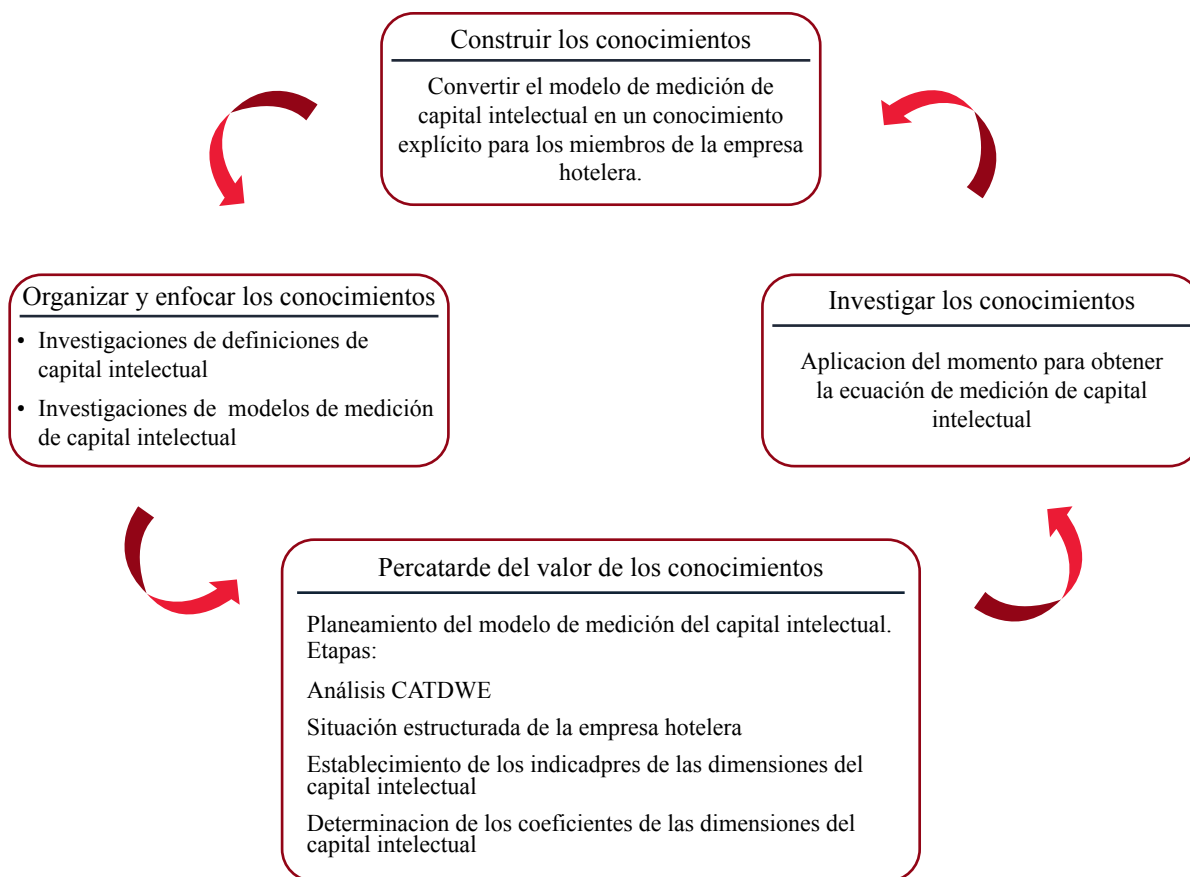 Construir los conocimientos
Convertir el modelo de medición de
capital intelectual en un conocimiento
explícito para los miembros de la empresa
hotelera.
Organizar y enfocar los conocimientos
• Investigaciones de definiciones de
capital intelectual
• Investigaciones de modelos de medición
de capital intelectual
Investigar los conocimientos
Aplicacion del momento para obtener
la ecuación de medición de capital
intelectual
Percatarde del valor de los conocimientos
Planeamiento del modelo de medición del capital intelectual.
Etapas:
Análisis CATDWE
Situación estructurada de la empresa hotelera
Establecimiento de los indicadpres de las dimensiones del
capital intelectual
Determinacion de los coeficientes de las dimensiones del
capital intelectual